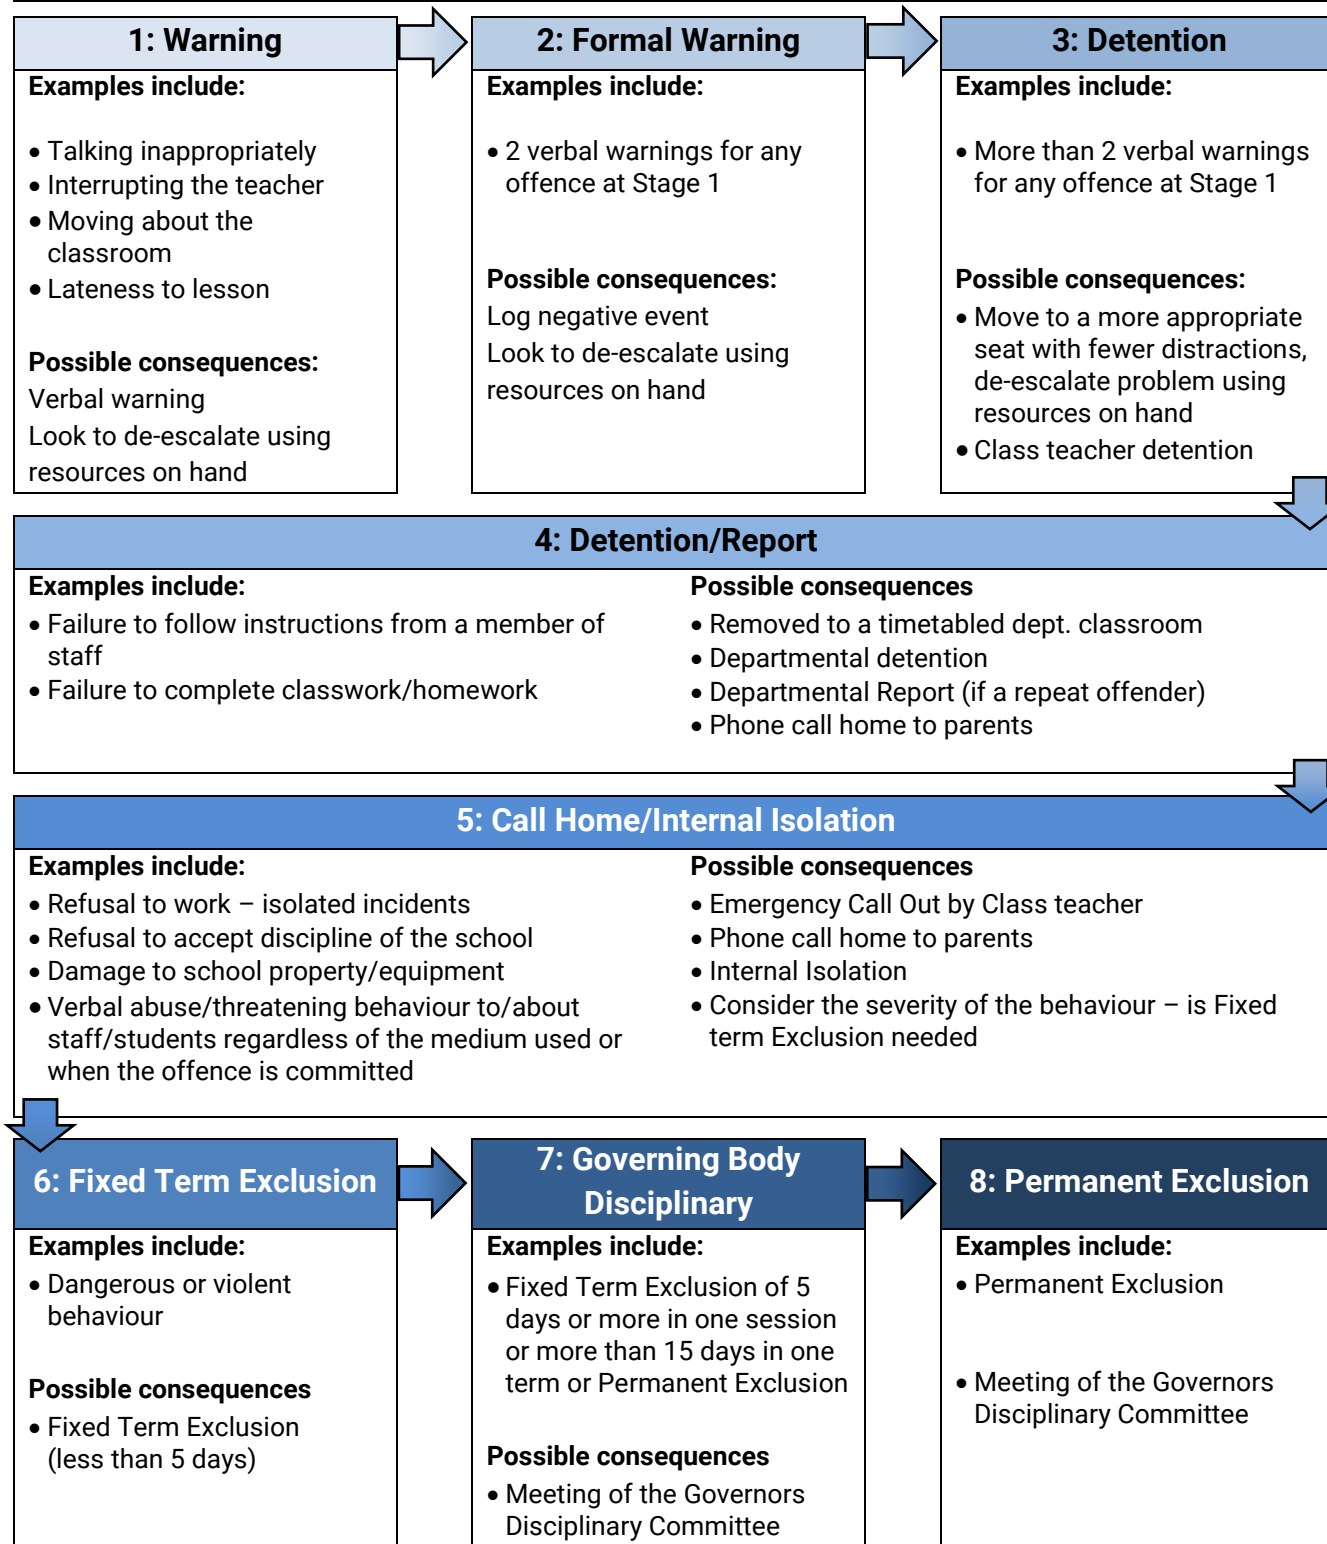 1: Warning
Examples include:
• Talking inappropriately
• Interrupting the teacher
• Moving about the
classroom
• Lateness to lesson
Possible consequences:
Verbal warning
Look to de-escalate using
resources on hand
2: Formal Warning
Examples include:
• 2 verbal warnings for any
offence at Stage 1
Possible consequences:
Log negative event
Look to de-escalate using
resources on hand
3: Detention
Examples include:
• More than 2 verbal warnings
for any offence at Stage 1
Possible consequences:
• Move to a more appropriate
seat with fewer distractions,
de-escalate problem using
resources on hand
• Class teacher detention
4: Detention/Report
Examples include:
• Failure to follow instructions from a member of
staff
• Failure to complete classwork/homework
Possible consequences
• Removed to a timetabled dept. classroom
• Departmental detention
• Departmental Report (if a repeat offender)
• Phone call home to parents
5: Call Home/Internal Isolation
Examples include:
• Refusal to work – isolated incidents
• Refusal to accept discipline of the school
• Damage to school property/equipment
• Verbal abuse/threatening behaviour to/about
staff/students regardless of the medium used or
when the offence is committed
Possible consequences
• Emergency Call Out by Class teacher
• Phone call home to parents
• Internal Isolation
• Consider the severity of the behaviour – is Fixed
term Exclusion needed
6: Fixed Term Exclusion
Examples include:
• Dangerous or violent
behaviour
Possible consequences
• Fixed Term Exclusion
(less than 5 days)
7: Governing Body
Disciplinary
Examples include:
• Fixed Term Exclusion of 5
days or more in one session
or more than 15 days in one
term or Permanent Exclusion
Possible consequences
• Meeting of the Governors
Disciplinary Committee
8: Permanent Exclusion
Examples include:
• Permanent Exclusion
• Meeting of the Governors
Disciplinary Committee